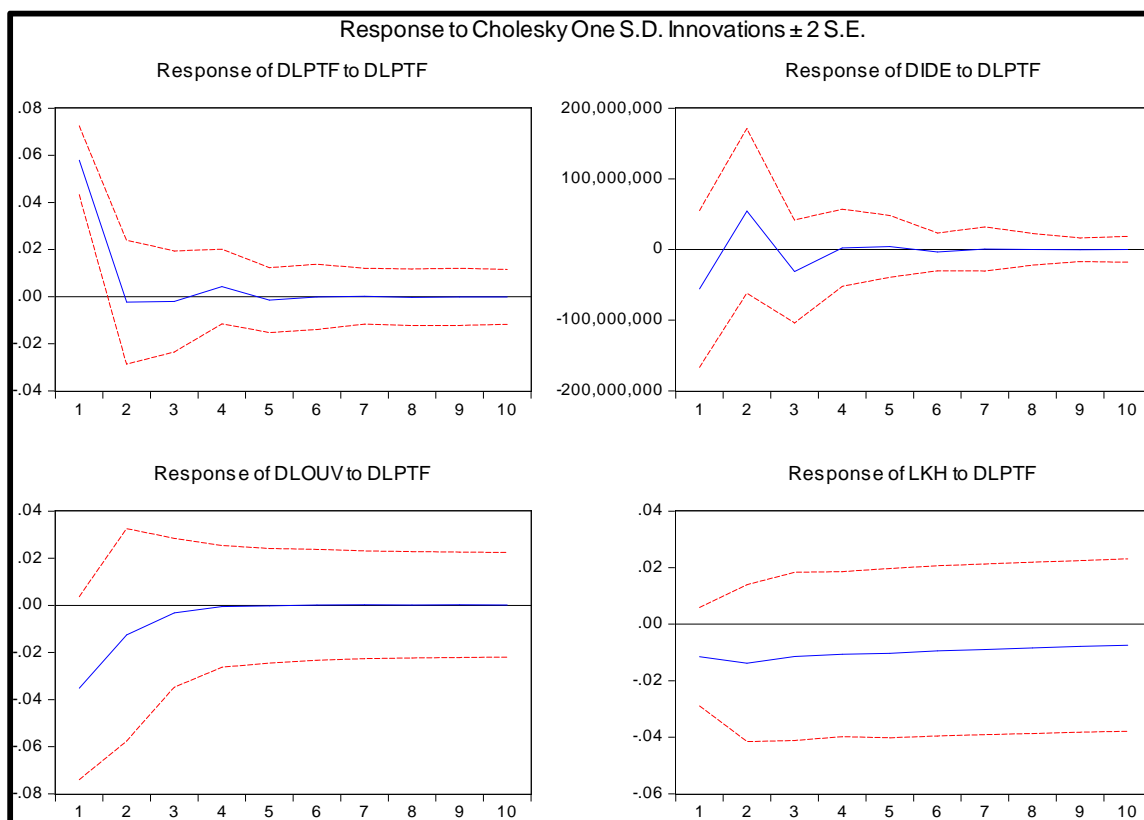 Response to Cholesky One S.D. Innovations ± 2 S.E.
Response of DLPTF to DLPTF
.08
.06
.04
.02
.00
-.02
-.04
1 2 3 4 5 6 7 8 9 10
Response of DIDE to DLPTF
200,000,000
100,000,000
0
-100,000,000
-200,000,000
1 2 3 4 5 6 7 8 9 10
Response of DLOUV to DLPTF
.04
.02
.00
-.02
-.04
-.06
-.08
1 2 3 4 5 6 7 8 9 10
Response of LKH to DLPTF
.04
.02
.00
-.02
-.04
-.06
1 2 3 4 5 6 7 8 9 10